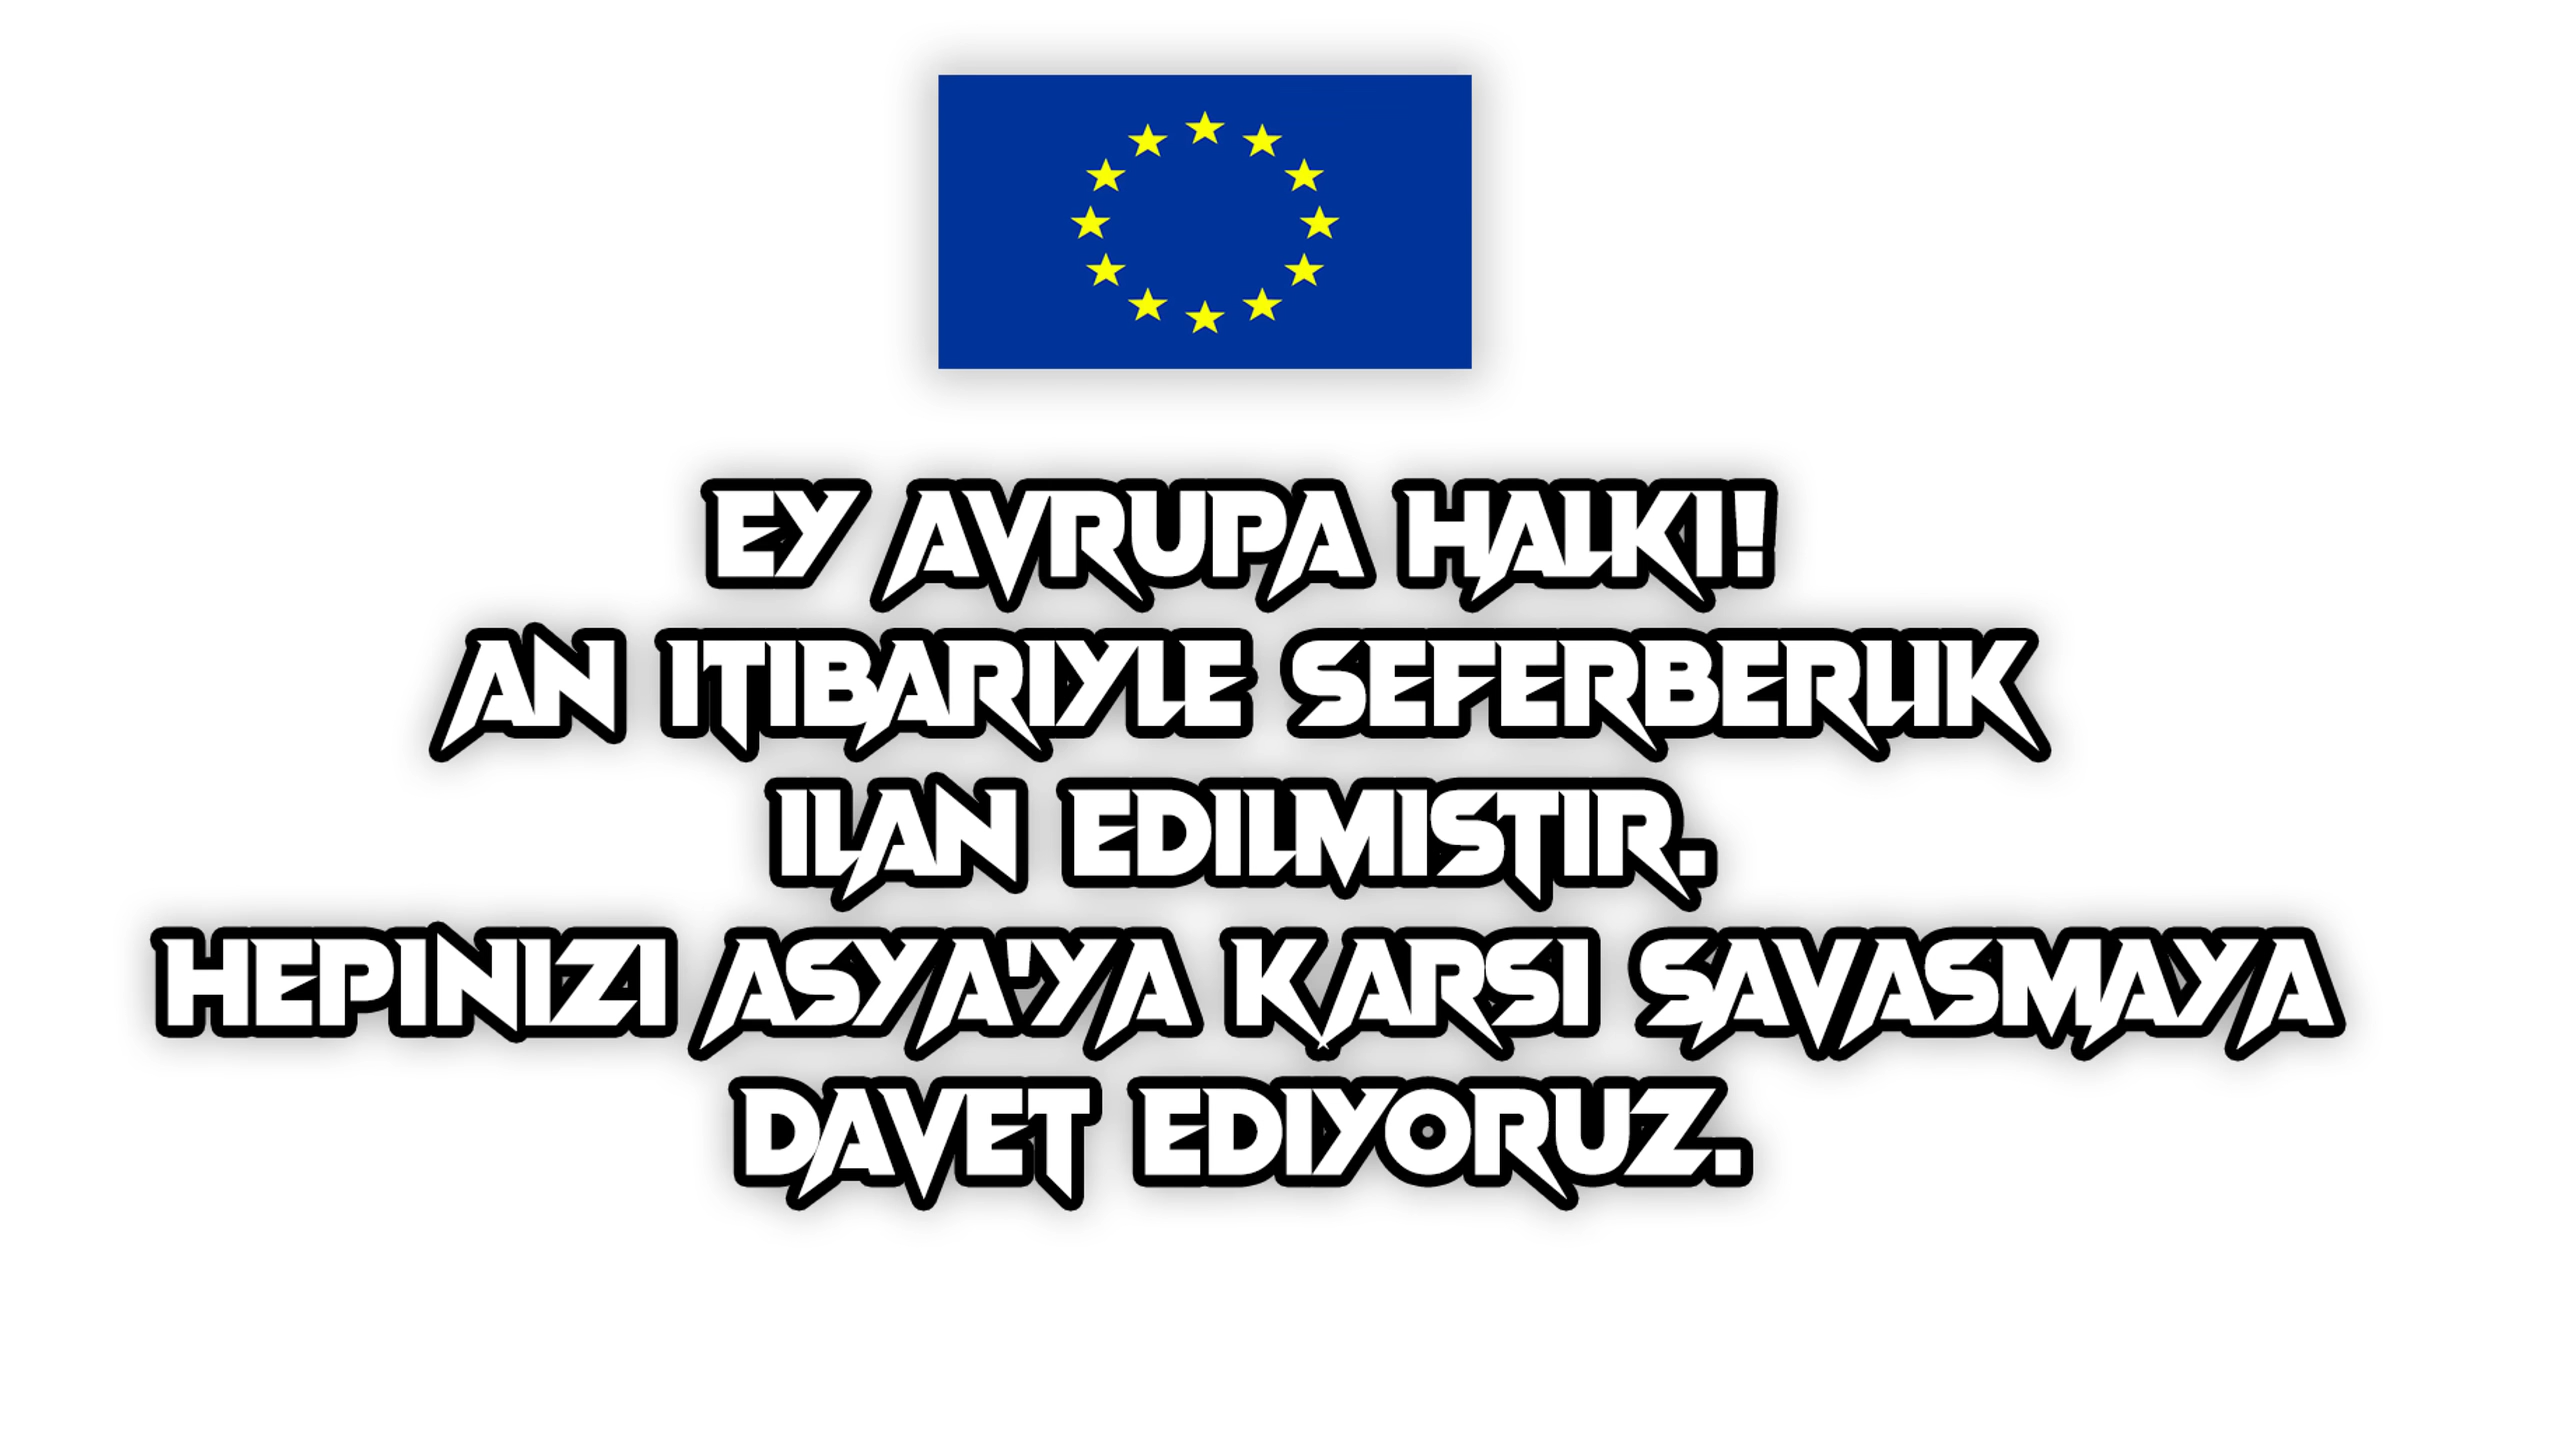 EY AVRUPA HALKI!
AN ITIBARIYLE SEFERBERLIK
ILAN EDILMISTIR.
HEPINIZI ASYA'YA KARSI SAVASMAYA
DAVET EDIYORUZ.